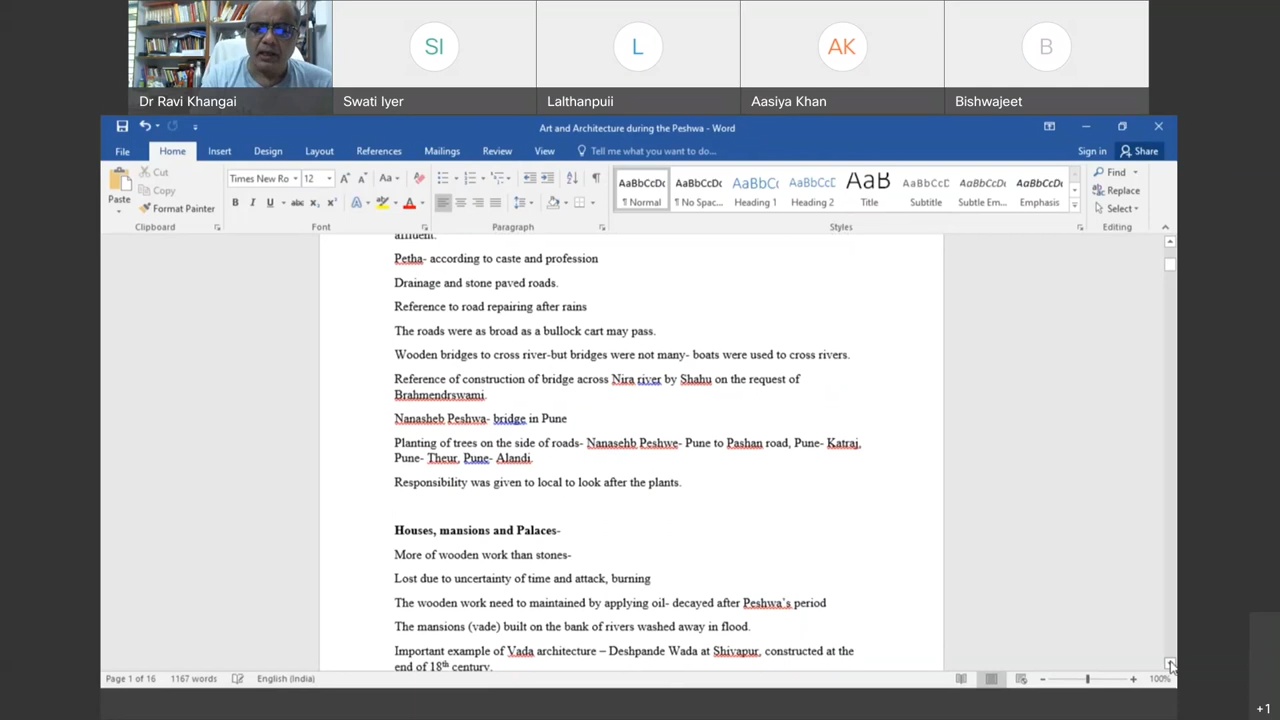 SI
L
AK
B
Dr Ravi Khangai
Swati Iyer
Lalthanpuii
Aasiya Khan
Bishwajeet
Art and Architecture during the Peshwa - Word
File
Home
Insert
Design
Layout
References
Mailings
Review
View
Tell me what you want to do...
Sign in
Share
Paste
Cut
Copy
Format Painter
Clipboard
Times New Ro
12
Font
Paragraph
AaBbCcDc
¶ Normal
AaBbCcDc
¶ No Spac...
AaBbC
Heading 1
AaBbCc
Heading 2
AaB
Title
AaBbCcD
Subtitle
AaBbCcDt
Subtle Em...
AaBbCcDt
Emphasis
Styles
Find
Replace
Select
Editing
affluent.
Petha- according to caste and profession
Drainage and stone paved roads.
Reference to road repairing after rains
The roads were as broad as a bullock cart may pass.
Wooden bridges to cross river-but bridges were not many- boats were used to cross rivers.
Reference of construction of bridge across Nira river by Shahu on the request of
Brahmendrswami.
Nanasheb Peshwa- bridge in Pune
Planting of trees on the side of roads- Nanasehb Peshwe- Pune to Pashan road, Pune- Katraj,
Pune- Theur, Pune- Alandi.
Responsibility was given to local to look after the plants.
Houses, mansions and Palaces-
More of wooden work than stones-
Lost due to uncertainty of time and attack, burning
The wooden work need to maintained by applying oil- decayed after Peshwa's period
The mansions (vade) built on the bank of rivers washed away in flood.
Important example of Vada architecture – Deshpande Wada at Shivapur, constructed at the
end of 18th century.
Page 1 of 16
1167 words
English (India)
100%
+1